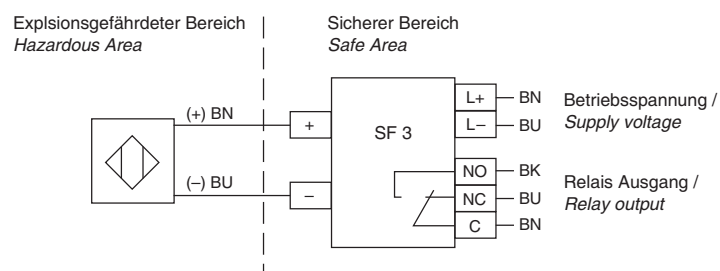 Explsionsgefährdeter Bereich
Hazardous Area
Sicherer Bereich
Safe Area
(+) BN
+
(–) BU
–
SF 3
L+
BN
L–
BU
Betriebsspannung /
Supply voltage
NO
BK
NC
BU
C
BN
Relais Ausgang /
Relay output